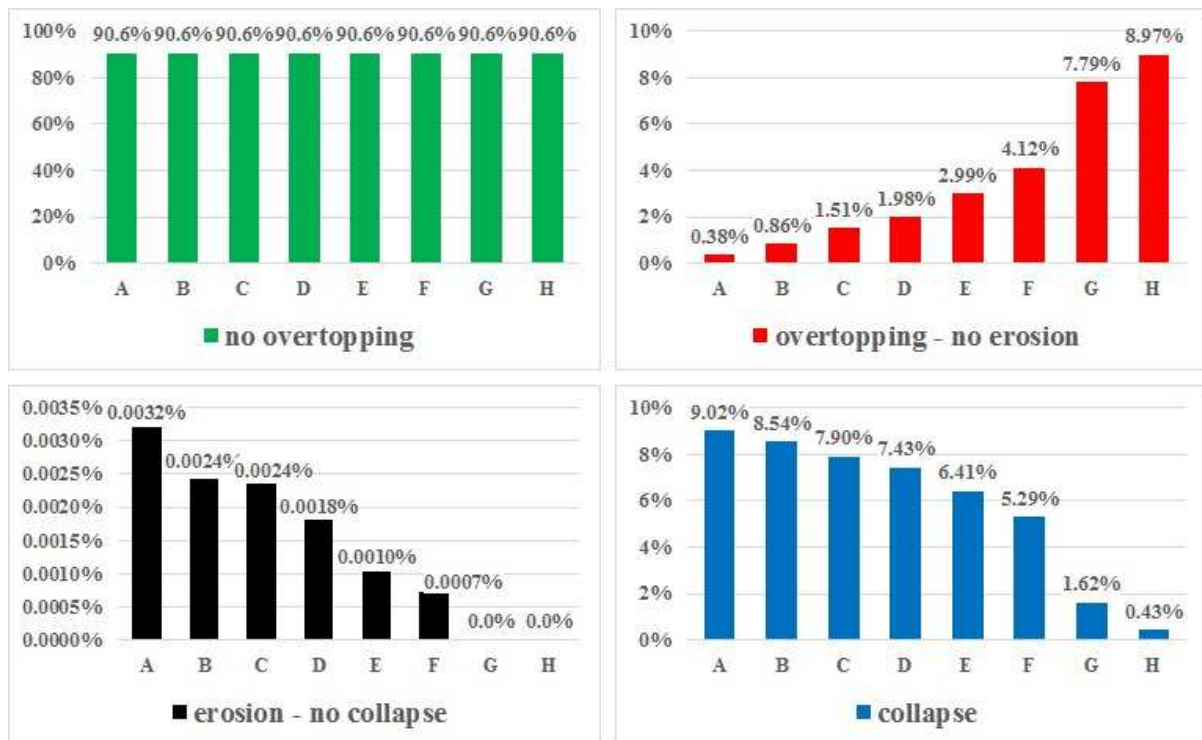 100%
80%
60%
40%
20%
0%
90.6% 90.6% 90.6% 90.6% 90.6% 90.6% 90.6% 90.6%
A B C D E F G H
no overtopping
10%
8%
6%
4%
2%
0%
0.38% 0.86% 1.51% 1.98% 2.99% 4.12% 7.79% 8.97%
A B C D E F G H
overtopping - no erosion
0.0035%
0.0030%
0.0025%
0.0020%
0.0015%
0.0010%
0.0005%
0.0000%
0.0032% 0.0024% 0.0024% 0.0018% 0.0010% 0.0007% 0.0% 0.0%
A B C D E F G H
erosion - no collapse
10%
8%
6%
4%
2%
0%
9.02% 8.54% 7.90% 7.43% 6.41% 5.29% 1.62% 0.43%
A B C D E F G H
collapse